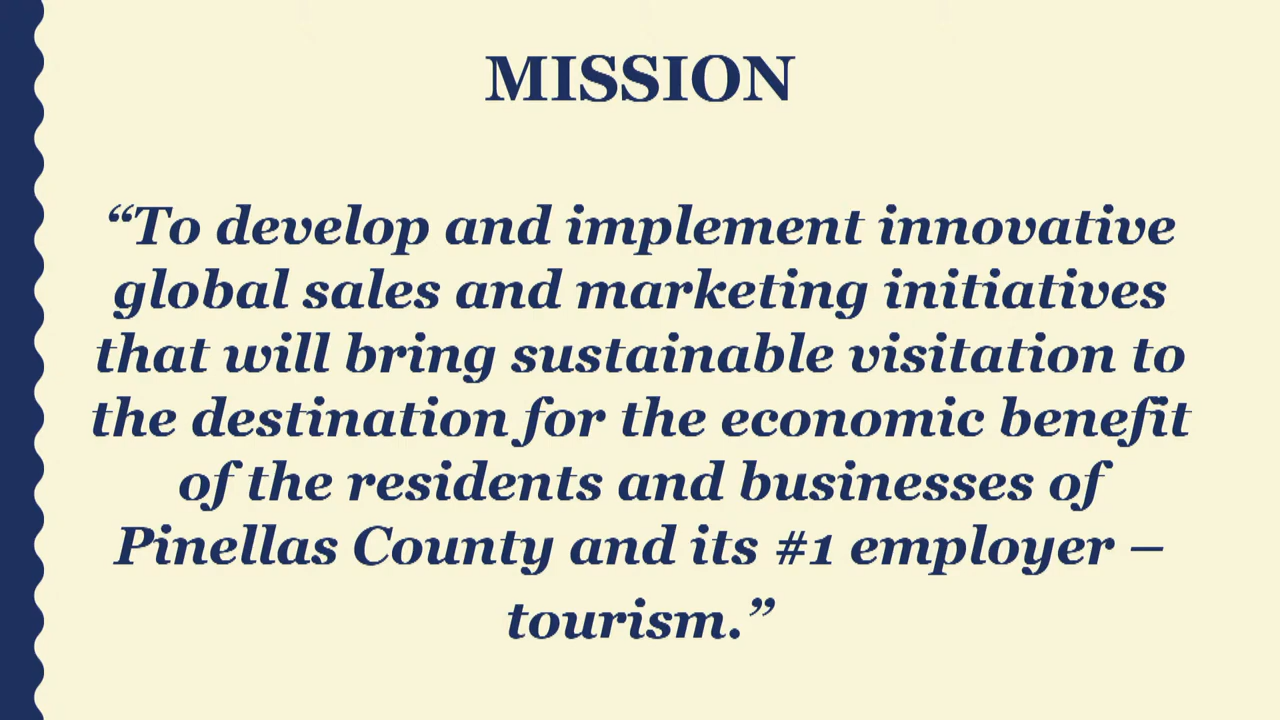 MISSION
“To develop and implement innovative
global sales and marketing initiatives
that will bring sustainable visitation to
the destination for the economic benefit
of the residents and businesses of
Pinellas County and its #1 employer –
tourism.”